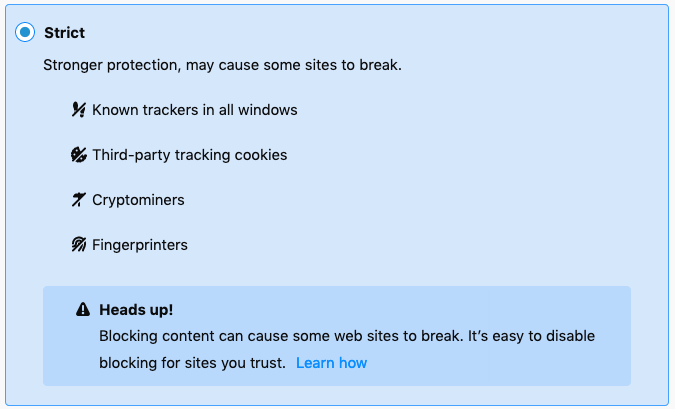 Strict
Stronger protection, may cause some sites to break.
Known trackers in all windows
Third-party tracking cookies
Cryptominers
Fingerprinters
Heads up!
Blocking content can cause some web sites to break. It’s easy to disable
blocking for sites you trust. Learn how